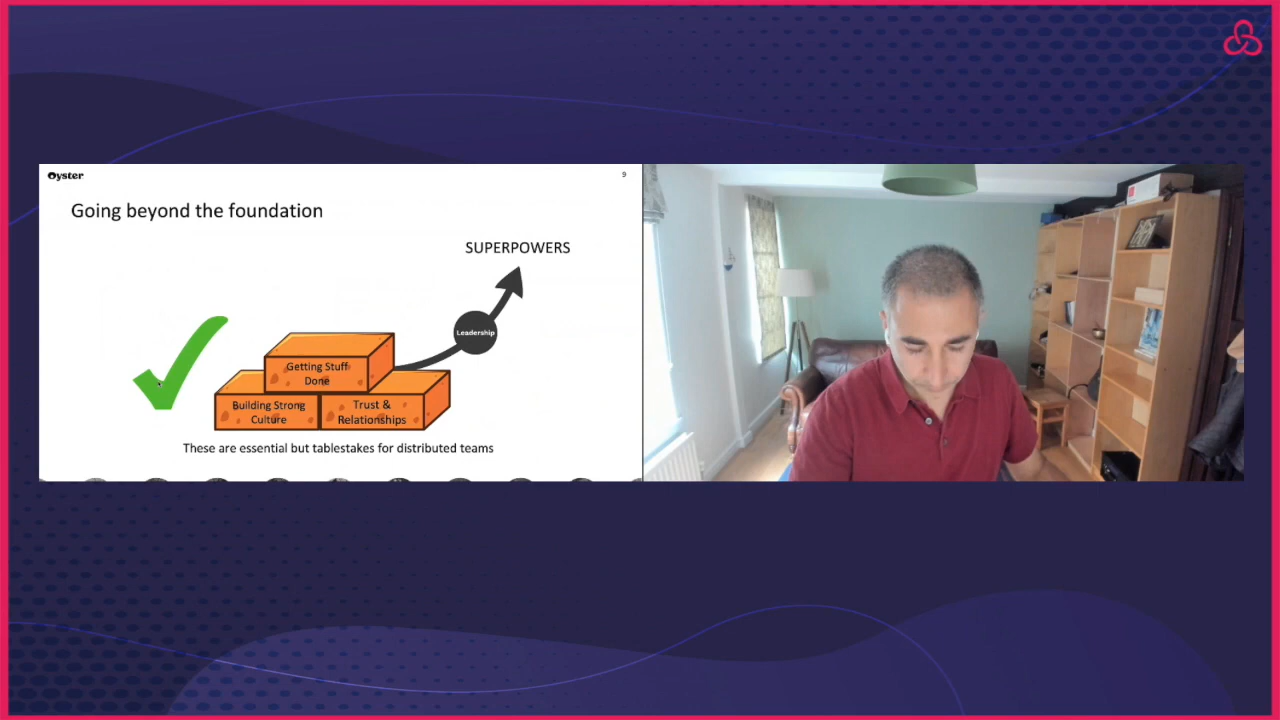 Oyster
9
Going beyond the foundation
SUPERPOWERS
Leadership
Getting Stuff
Done
Building Strong
Culture
Trust &
Relationships
These are essential but tablestakes for distributed teams